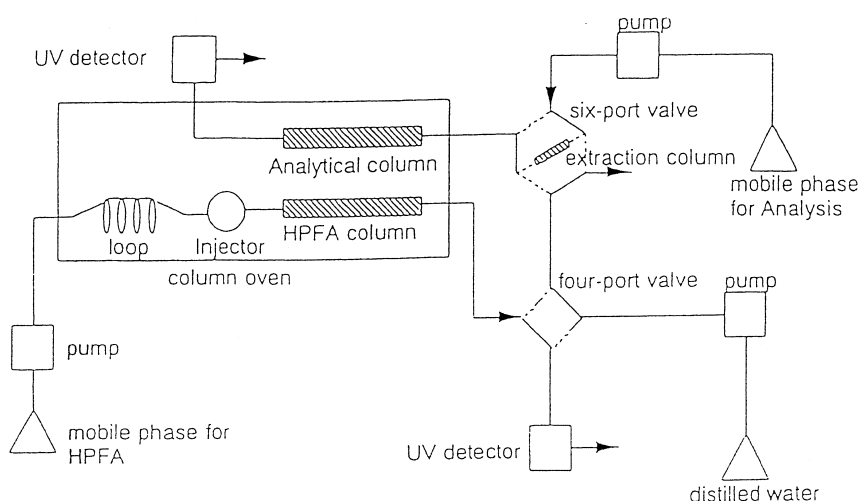 pump
UV detector
six-port valve
extraction column
Analytical column
mobile phase
for Analysis
HPFA column
loop
Injector
column oven
four-port valve
pump
pump
mobile phase for
HPFA
UV detector
distilled water